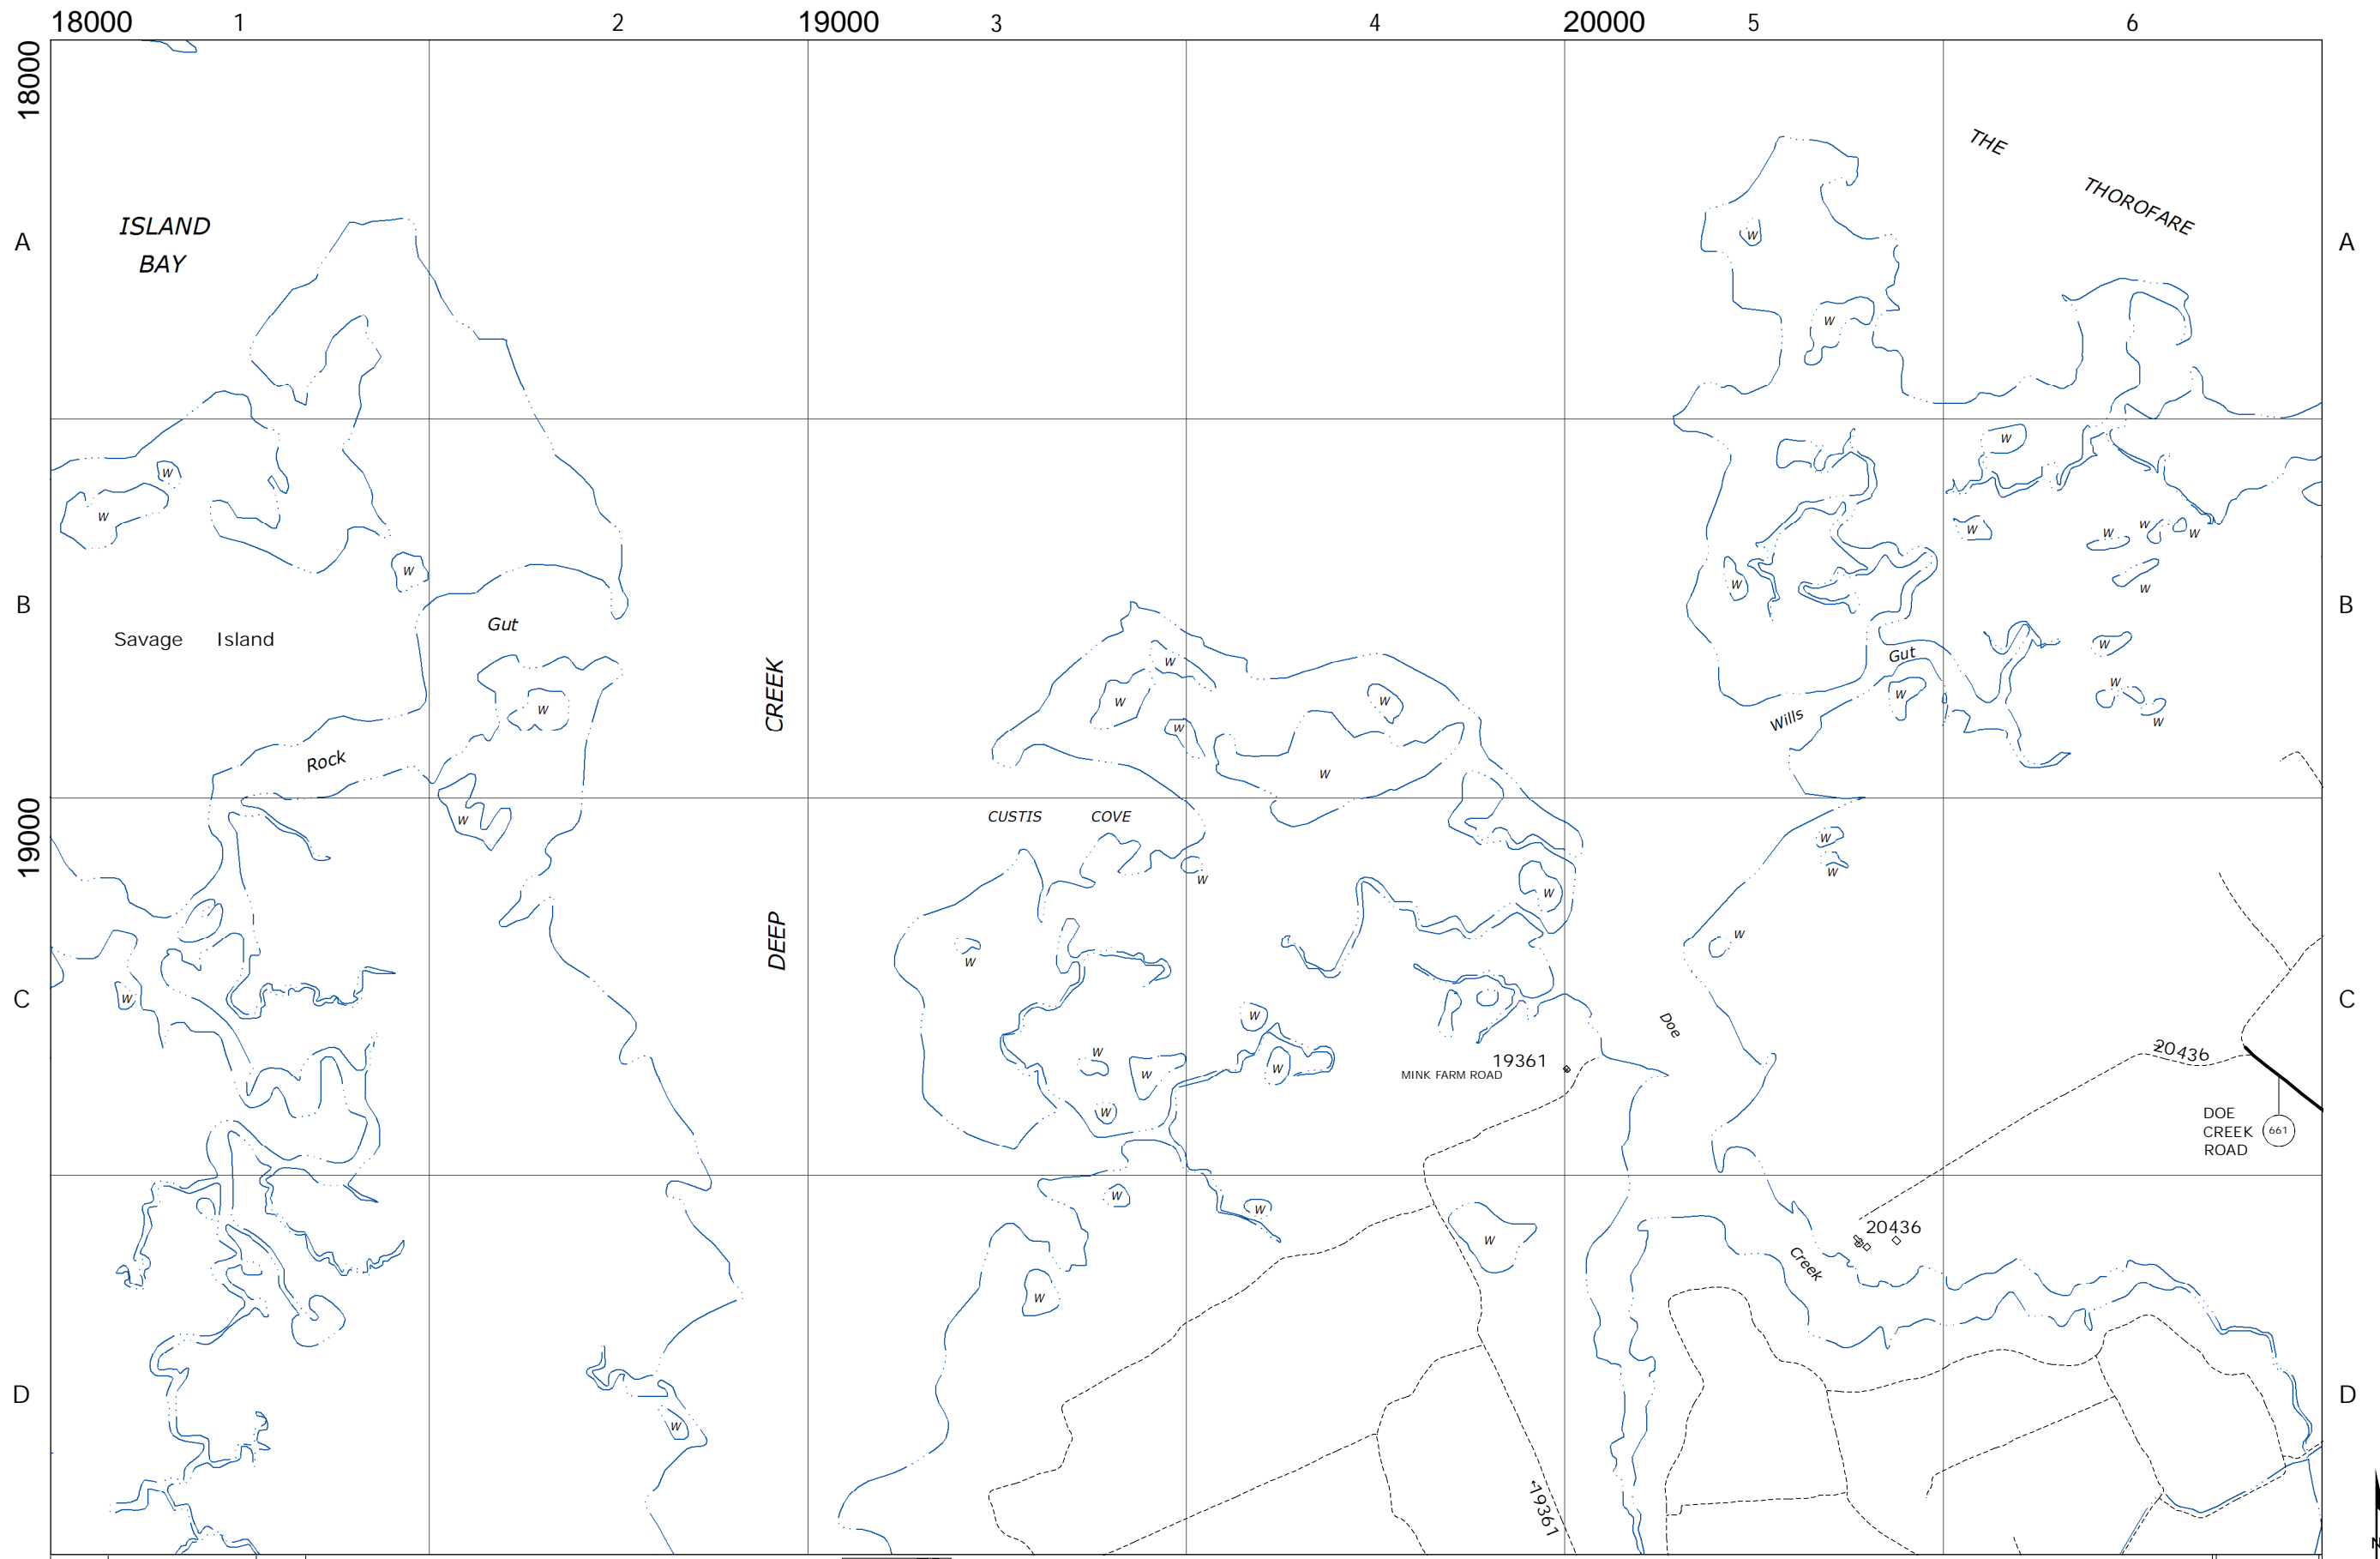 18000 1 2 19000 3 4 20000 5 6
18000
THE
THOROFARE
ISLAND
BAY
A
A
W
W
W
W
W
W
W
W
W
W
W
W
W
B
B
Savage Island
Gut
W
Gut
W
W
W
W
W
W
W
W
W
Wills
CREEK
Rock
W
19000
W
CUSTIS COVE
W
W
W
W
W
W
DEEP
C
W
C
W
Doe
W
W
W
W
19361
MINK FARM ROAD
20436
DOE
CREEK
ROAD
661
W
W
W
20436
W
Creek
W
D
D
W
19361